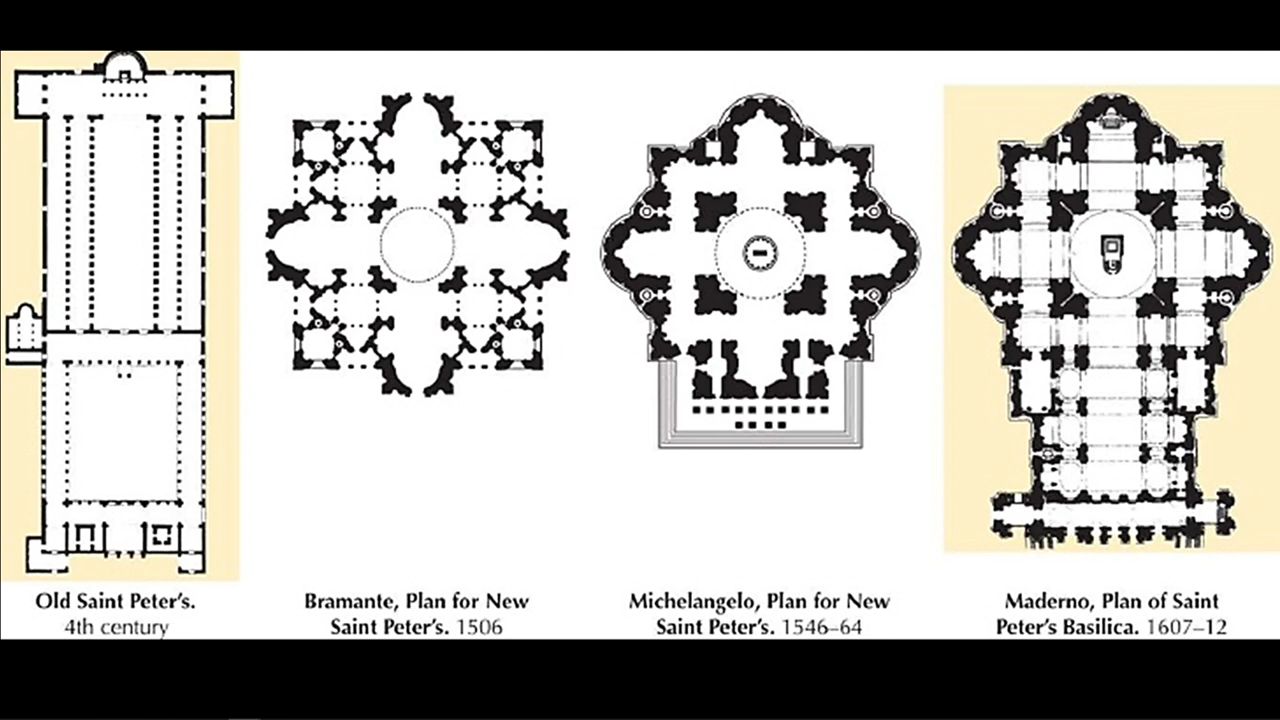 Old Saint Peter's.
4th century
Bramante, Plan for New
Saint Peter's. 1506
Michelangelo, Plan for New
Saint Peter's. 1546–64
Maderno, Plan of Saint
Peter's Basilica. 1607–12